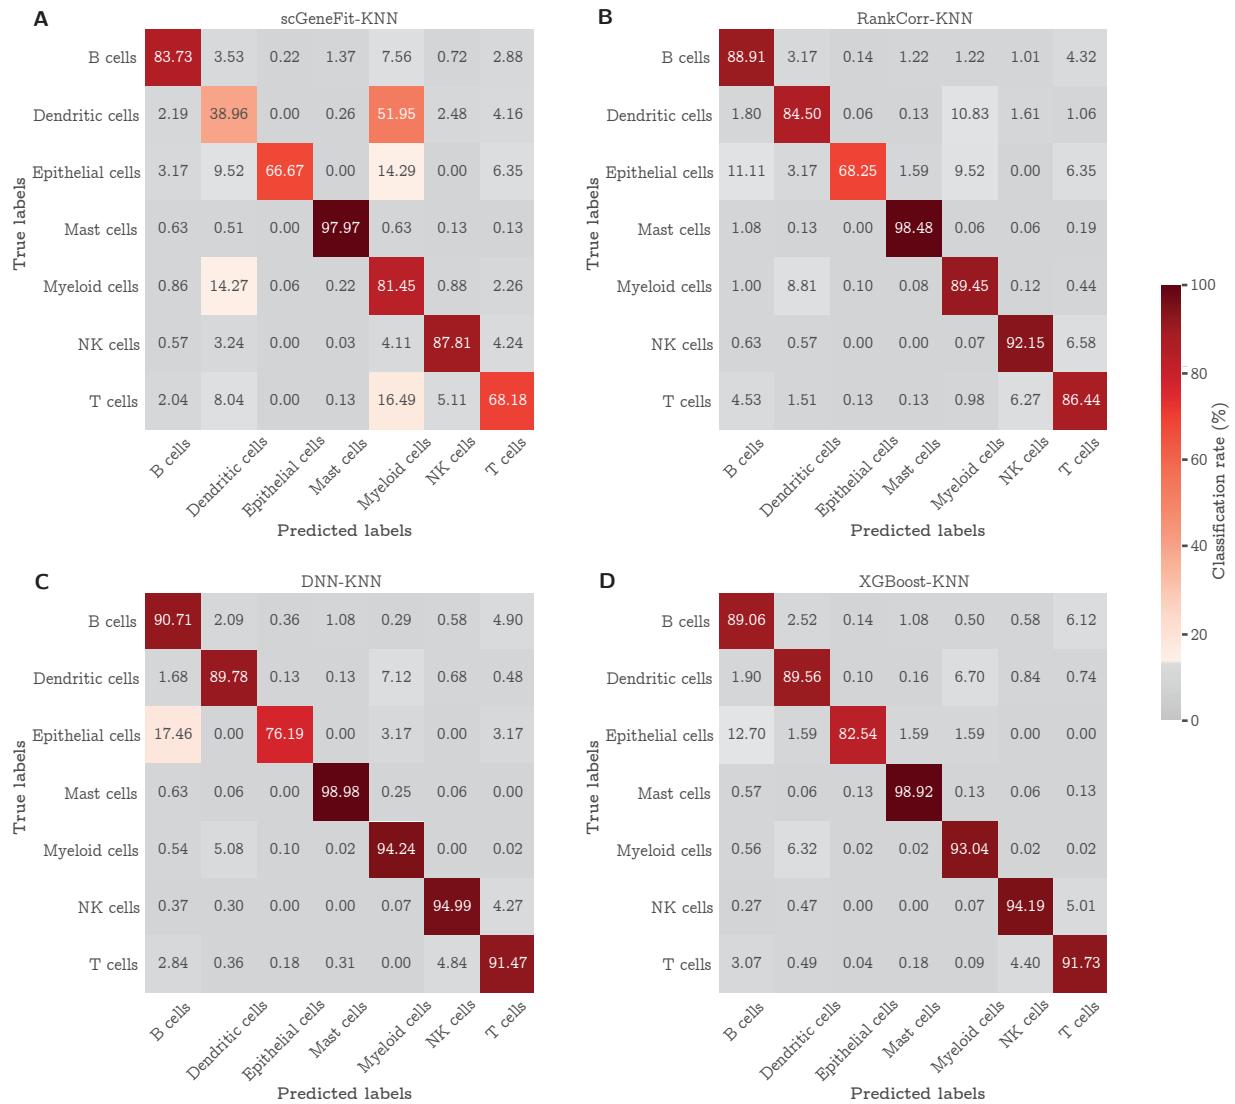 A
scGeneFit-KNN
B cells 83.73 3.53 0.22 1.37 7.56 0.72 2.88
Dendritic cells 2.19 38.96 0.00 0.26 51.95 2.48 4.16
Epithelial cells 3.17 9.52 66.67 0.00 14.29 0.00 6.35
Mast cells 0.63 0.51 0.00 97.97 0.63 0.13 0.13
Myeloid cells 0.86 14.27 0.06 0.22 81.45 0.88 2.26
NK cells 0.57 3.24 0.00 0.03 4.11 87.81 4.24
T cells 2.04 8.04 0.00 0.13 16.49 5.11 68.18
True labels
B cells Dendritic cells Epithelial cells Mast cells Myeloid cells NK cells T cells
Predicted labels
B
RankCorr-KNN
B cells 88.91 3.17 0.14 1.22 1.22 1.01 4.32
Dendritic cells 1.80 84.50 0.06 0.13 10.83 1.61 1.06
Epithelial cells 11.11 3.17 68.25 1.59 9.52 0.00 6.35
Mast cells 1.08 0.13 0.00 98.48 0.06 0.06 0.19
Myeloid cells 1.00 8.81 0.10 0.08 89.45 0.12 0.44
NK cells 0.63 0.57 0.00 0.00 0.07 92.15 6.58
T cells 4.53 1.51 0.13 0.13 0.98 6.27 86.44
True labels
B cells Dendritic cells Epithelial cells Mast cells Myeloid cells NK cells T cells
Predicted labels
100
80
60
40
20
0
Classification rate (%)
C
DNN-KNN
B cells 90.71 2.09 0.36 1.08 0.29 0.58 4.90
Dendritic cells 1.68 89.78 0.13 0.13 7.12 0.68 0.48
Epithelial cells 17.46 0.00 76.19 0.00 3.17 0.00 3.17
Mast cells 0.63 0.06 0.00 98.98 0.25 0.06 0.00
Myeloid cells 0.54 5.08 0.10 0.02 94.24 0.00 0.02
NK cells 0.37 0.30 0.00 0.00 0.07 94.99 4.27
T cells 2.84 0.36 0.18 0.31 0.00 4.84 91.47
True labels
B cells Dendritic cells Epithelial cells Mast cells Myeloid cells NK cells T cells
Predicted labels
D
XGBoost-KNN
B cells 89.06 2.52 0.14 1.08 0.50 0.58 6.12
Dendritic cells 1.90 89.56 0.10 0.16 6.70 0.84 0.74
Epithelial cells 12.70 1.59 82.54 1.59 1.59 0.00 0.00
Mast cells 0.57 0.06 0.13 98.92 0.13 0.06 0.13
Myeloid cells 0.56 6.32 0.02 0.02 93.04 0.02 0.02
NK cells 0.27 0.47 0.00 0.00 0.07 94.19 5.01
T cells 3.07 0.49 0.04 0.18 0.09 4.40 91.73
True labels
B cells Dendritic cells Epithelial cells Mast cells Myeloid cells NK cells T cells
Predicted labels